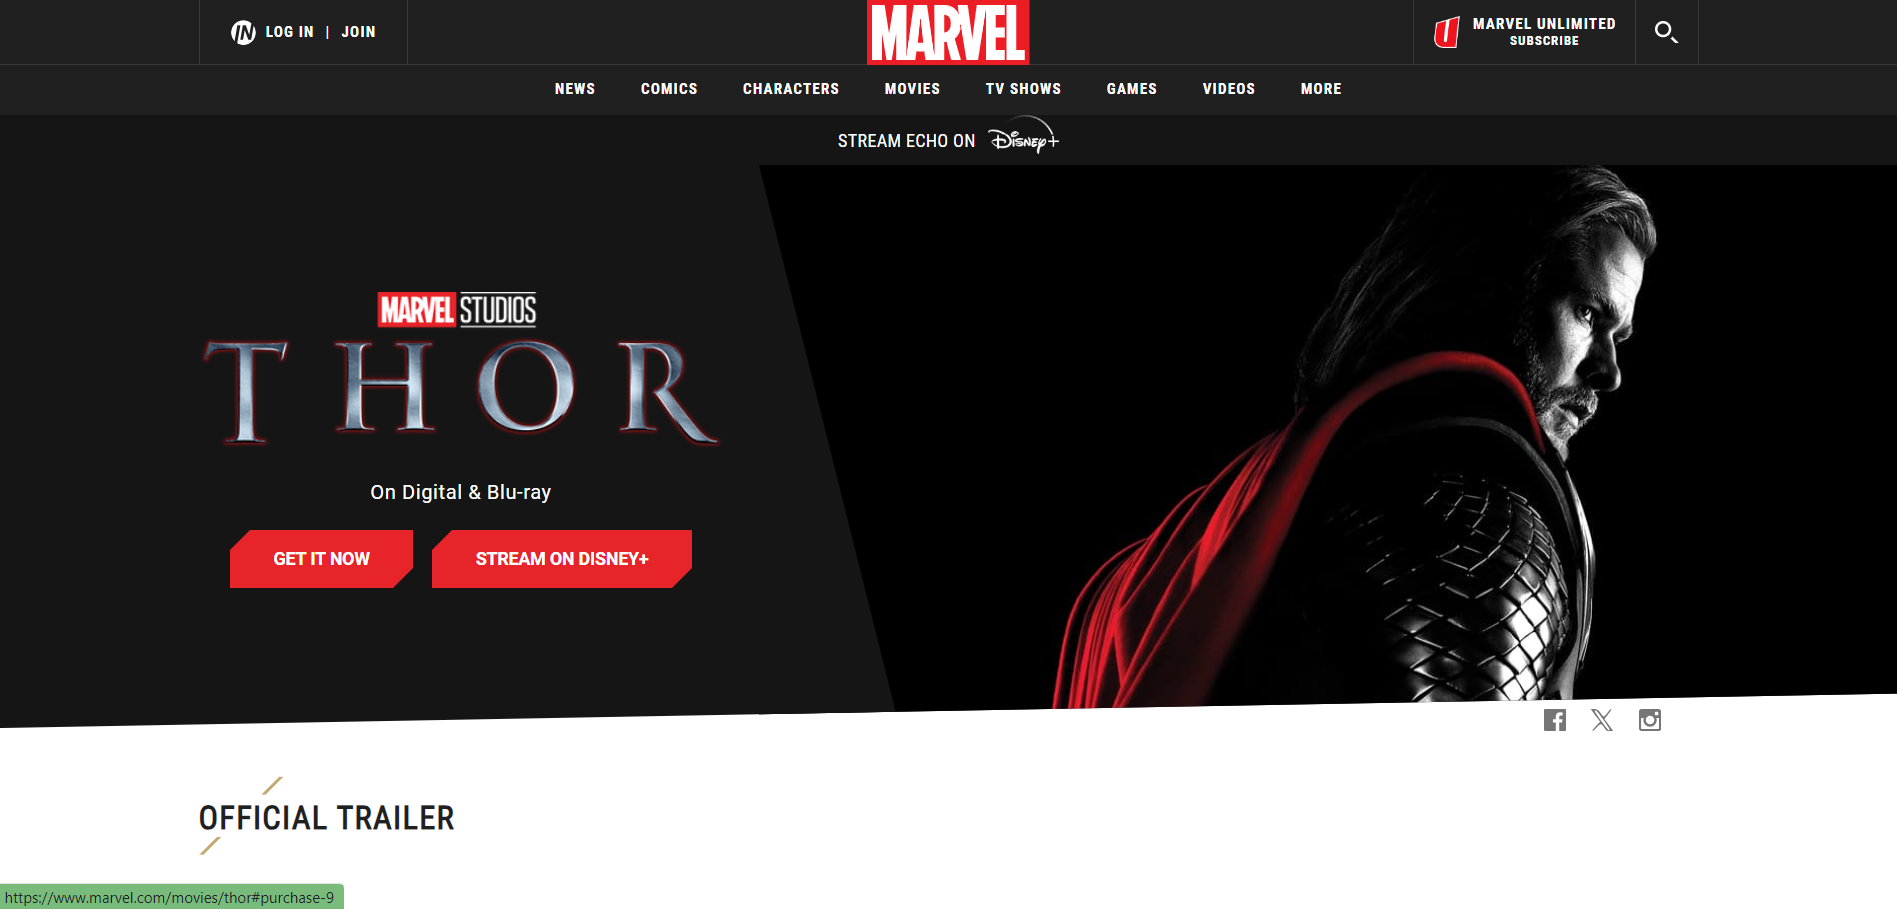 IN LOG IN | JOIN
MARVEL
MARVEL UNLIMITED
SUBSCRIBE
NEWS COMICS CHARACTERS MOVIES TV SHOWS GAMES VIDEOS MORE
STREAM ECHO ON Disney+
MARVEL STUDIOS
THOR
On Digital & Blu-ray
GET IT NOW STREAM ON DISNEY+
OFFICIAL TRAILER
https://www.marvel.com/movies/thor#purchase-9